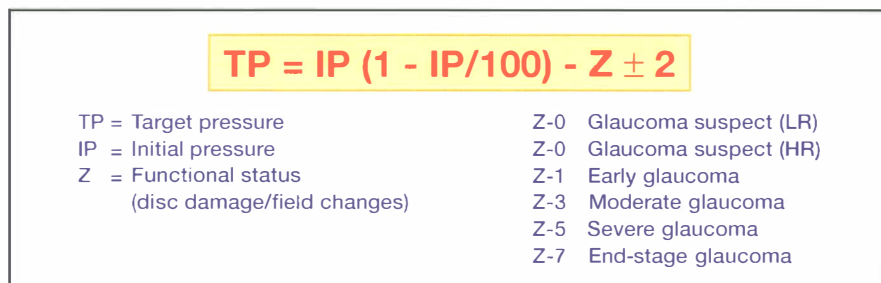 TP = IP (1 - IP/100) - Z ± 2
TP = Target pressure
IP = Initial pressure
Z = Functional status
(disc damage/field changes)
Z-0 Glaucoma suspect (LR)
Z-0 Glaucoma suspect (HR)
Z-1 Early glaucoma
Z-3 Moderate glaucoma
Z-5 Severe glaucoma
Z-7 End-stage glaucoma